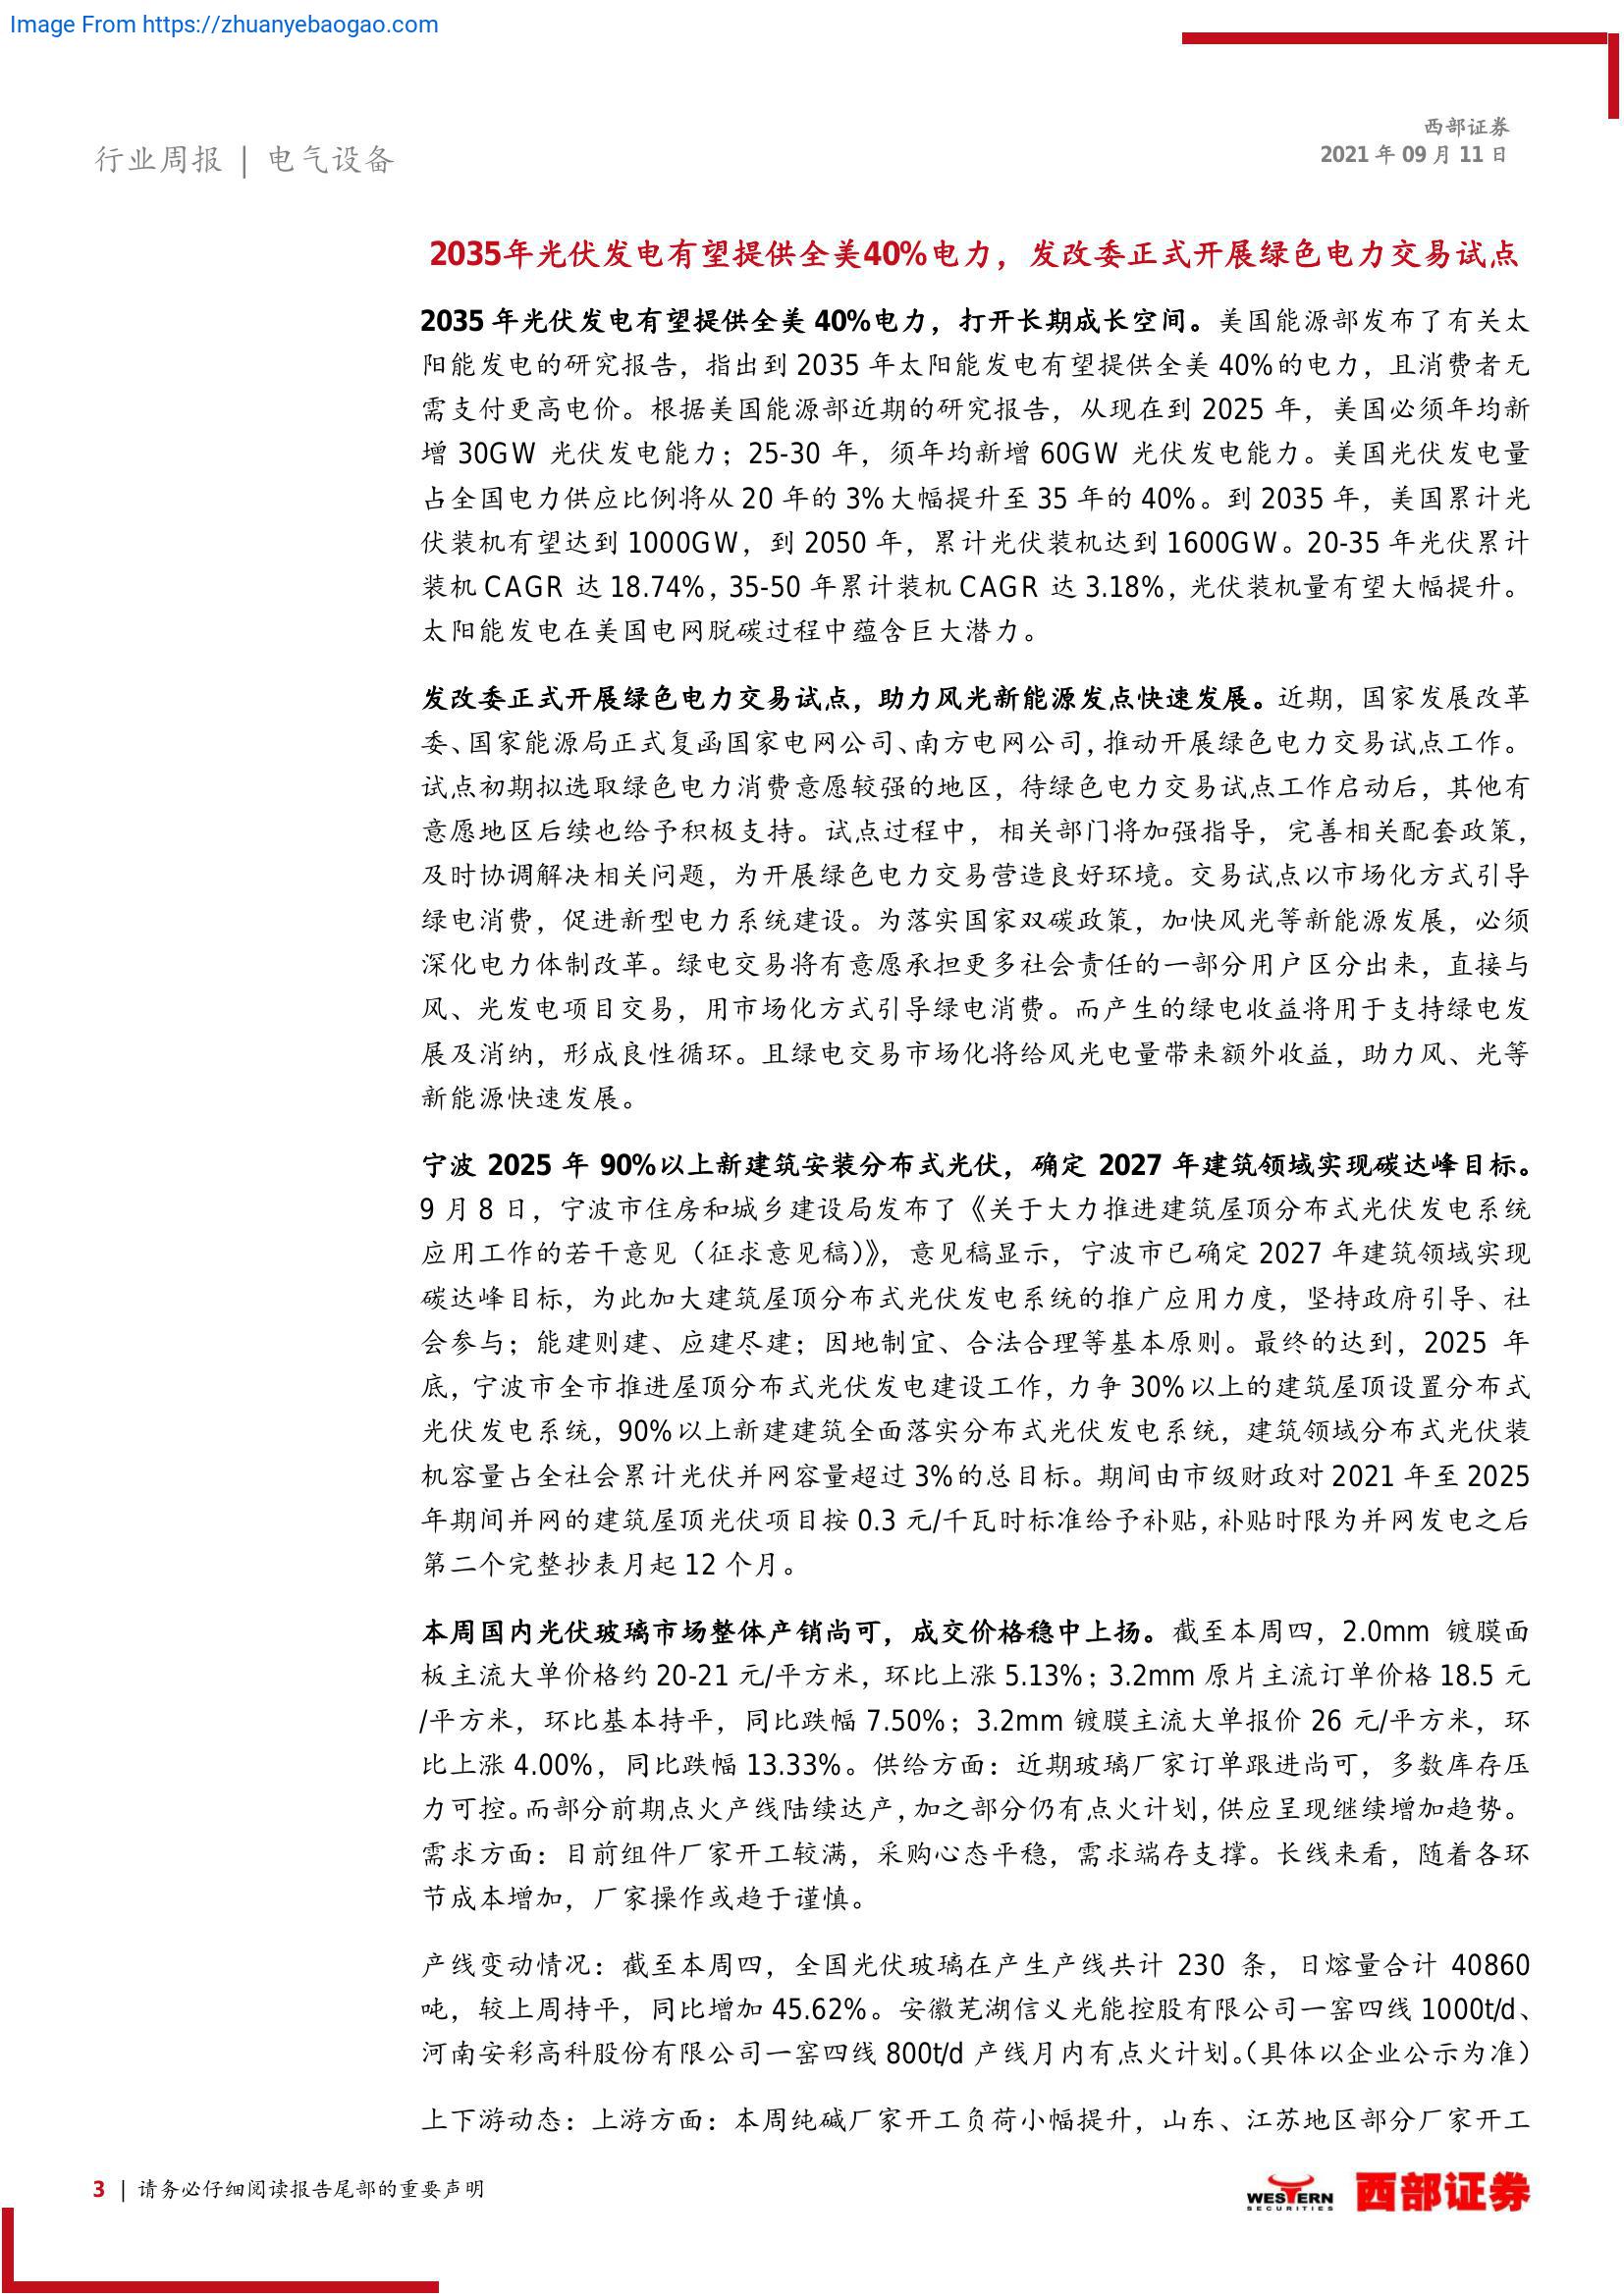 Image From https://zhuanyebaogao.com
西部证券
2021 年 09 月 11 日
行业周报 | 电气设备
2035年光伏发电有望提供全美40%电力，发改委正式开展绿色电力交易试点
2035 年光伏发电有望提供全美 40%电力，打开长期成长空间。美国能源部发布了有关太
阳能发电的研究报告，指出到 2035 年太阳能发电有望提供全美 40%的电力，且消费者无
需支付更高电价。根据美国能源部近期的研究报告，从现在到 2025 年，美国必须年均新
增 30GW 光伏发电能力；25-30 年，须年均新增 60GW 光伏发电能力。美国光伏发电量
占全国电力供应比例将从 20 年的 3%大幅提升至 35 年的 40%。到 2035 年，美国累计光
伏装机有望达到 1000GW，到 2050 年，累计光伏装机达到 1600GW。20-35 年光伏累计
装机 CAGR 达 18.74%，35-50 年累计装机 CAGR 达 3.18%，光伏装机量有望大幅提升。
太阳能发电在美国电网脱碳过程中蕴含巨大潜力。
发改委正式开展绿色电力交易试点，助力风光新能源发点快速发展。近期，国家发展改革
委、国家能源局正式复函国家电网公司、南方电网公司，推动开展绿色电力交易试点工作。
试点初期拟选取绿色电力消费意愿较强的地区，待绿色电力交易试点工作启动后，其他有
意愿地区后续也给予积极支持。试点过程中，相关部门将加强指导，完善相关配套政策，
及时协调解决相关问题，为开展绿色电力交易营造良好环境。交易试点以市场化方式引导
绿电消费，促进新型电力系统建设。为落实国家双碳政策，加快风光等新能源发展，必须
深化电力体制改革。绿电交易将有意愿承担更多社会责任的一部分用户区分出来，直接与
风、光发电项目交易，用市场化方式引导绿电消费。而产生的绿电收益将用于支持绿电发
展及消纳，形成良性循环。且绿电交易市场化将给风光电量带来额外收益，助力风、光等
新能源快速发展。
宁波 2025 年 90%以上新建筑安装分布式光伏，确定 2027 年建筑领域实现碳达峰目标。
9 月 8 日，宁波市住房和城乡建设局发布了《关于大力推进建筑屋顶分布式光伏发电系统
应用工作的若干意见（征求意见稿）》，意见稿显示，宁波市已确定 2027 年建筑领域实现
碳达峰目标，为此加大建筑屋顶分布式光伏发电系统的推广应用力度，坚持政府引导、社
会参与；能建则建、应建尽建；因地制宜、合法合理等基本原则。最终的达到，2025 年
底，宁波市全市推进屋顶分布式光伏发电建设工作，力争 30%以上的建筑屋顶设置分布式
光伏发电系统，90%以上新建建筑全面落实分布式光伏发电系统，建筑领域分布式光伏装
机容量占全社会累计光伏并网容量超过 3%的总目标。期间由市级财政对 2021 年至 2025
年期间并网的建筑屋顶光伏项目按 0.3 元/千瓦时标准给予补贴，补贴时限为并网发电之后
第二个完整抄表月起 12 个月。
本周国内光伏玻璃市场整体产销尚可，成交价格稳中上扬。截至本周四，2.0mm 镀膜面
板主流大单价格约 20-21 元/平方米，环比上涨 5.13%；3.2mm 原片主流订单价格 18.5 元
/平方米，环比基本持平，同比跌幅 7.50%；3.2mm 镀膜主流大单报价 26 元/平方米，环
比上涨 4.00%，同比跌幅 13.33%。供给方面：近期玻璃厂家订单跟进尚可，多数库存压
力可控。而部分前期点火产线陆续达产，加之部分仍有点火计划，供应呈现继续增加趋势。
需求方面：目前组件厂家开工较满，采购心态平稳，需求端存支撑。长线来看，随着各环
节成本增加，厂家操作或趋于谨慎。
产线变动情况：截至本周四，全国光伏玻璃在产生产线共计 230 条，日熔量合计 40860
吨，较上周持平，同比增加 45.62%。安徽芜湖信义光能控股有限公司一窑四线 1000t/d、
河南安彩高科股份有限公司一窑四线 800t/d 产线月内有点火计划。（具体以企业公示为准）
上下游动态：上游方面：本周纯碱厂家开工负荷小幅提升，山东、江苏地区部分厂家开工
3 | 请务必仔细阅读报告尾部的重要声明
WESTERN
SECURITIES
西部证券